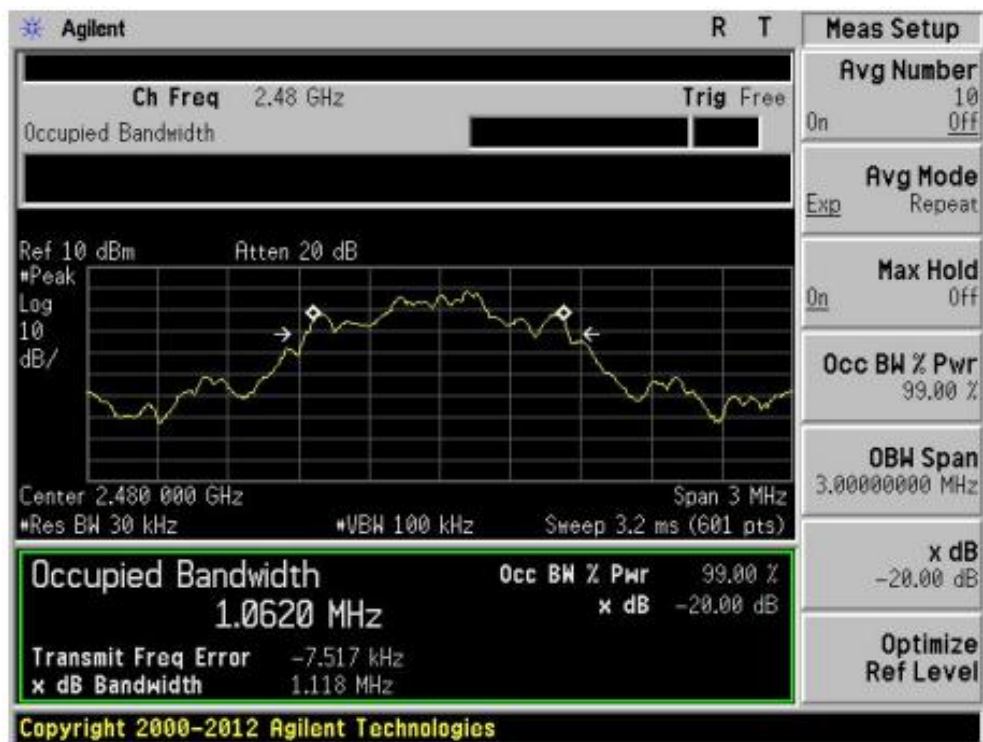 Agilent R T Meas Setup
Ch Freq 2.48 GHz Trig Free
Occupied Bandwidth
Ref 10 dBm Atten 20 dB
#Peak
Log
10
dB/
Center 2.480 000 GHz Span 3 MHz
#Res BW 30 kHz #VBW 100 kHz Sweep 3.2 ms (601 pts)
Occupied Bandwidth Occ BW % Pwr 99.00 %
1.0620 MHz x dB -20.00 dB
Transmit Freq Error -7.517 kHz
x dB Bandwidth 1.118 MHz
Copyright 2000-2012 Agilent Technologies
Avg Number
10
On Off
Avg Mode
Exp Repeat
Max Hold
On Off
Occ BW % Pwr
99.00 %
OBW Span
3.00000000 MHz
x dB
-20.00 dB
Optimize
Ref Level